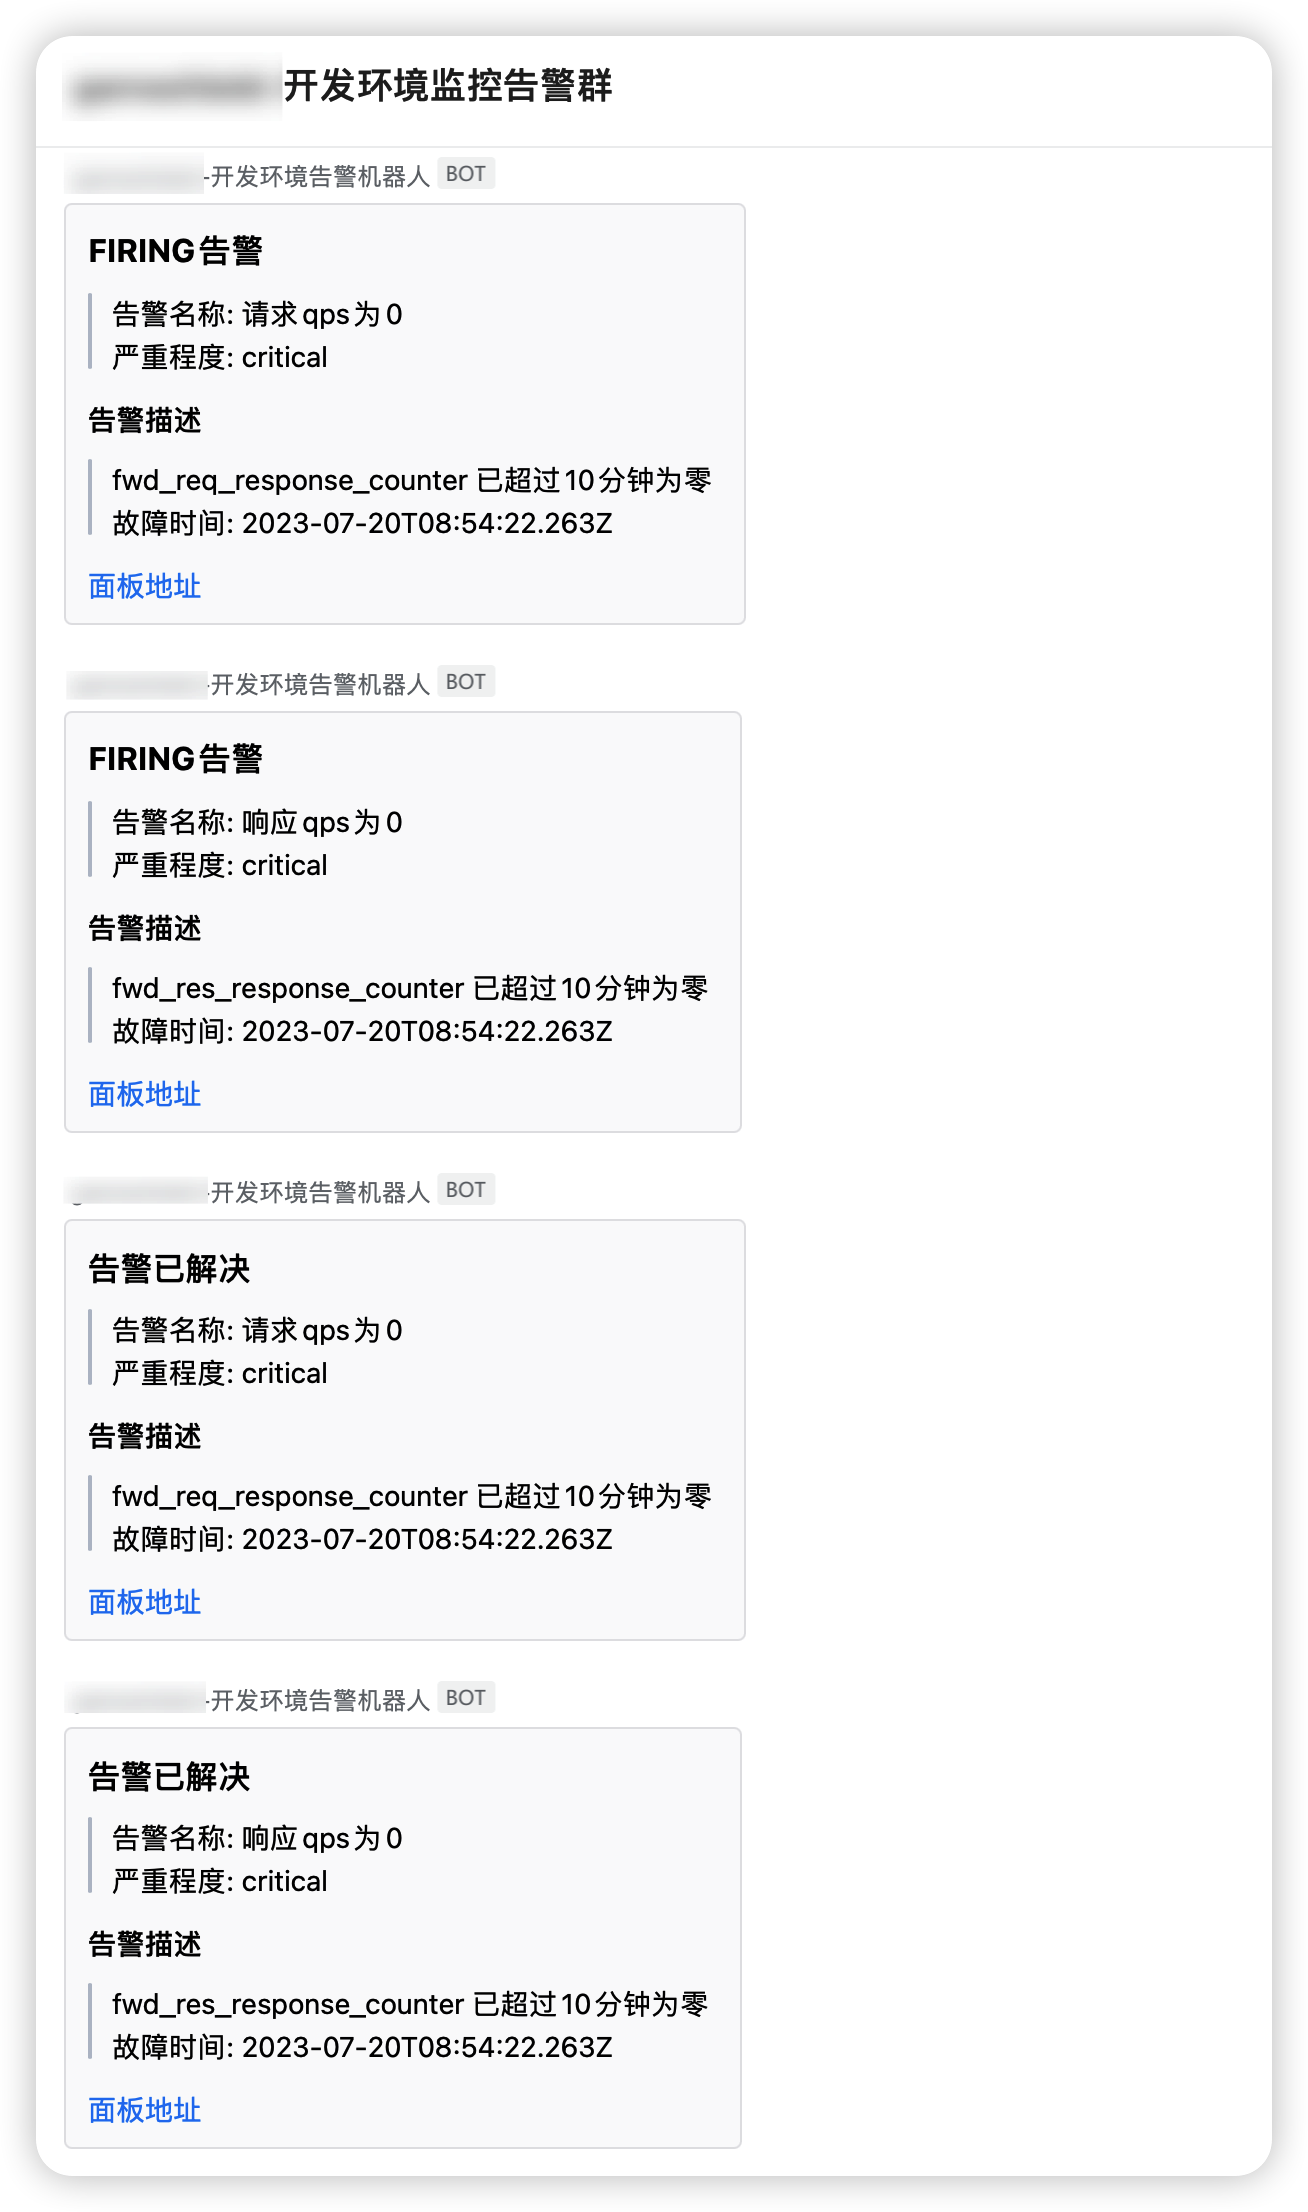 开发环境监控告警群
-开发环境告警机器人 BOT
FIRING告警
告警名称: 请求qps为0
严重程度: critical
告警描述
fwd_req_response_counter 已超过10分钟为零
故障时间: 2023-07-20T08:54:22.263Z
面板地址
-开发环境告警机器人 BOT
FIRING告警
告警名称: 响应qps为0
严重程度: critical
告警描述
fwd_res_response_counter 已超过10分钟为零
故障时间: 2023-07-20T08:54:22.263Z
面板地址
-开发环境告警机器人 BOT
告警已解决
告警名称: 请求qps为0
严重程度: critical
告警描述
fwd_req_response_counter 已超过10分钟为零
故障时间: 2023-07-20T08:54:22.263Z
面板地址
-开发环境告警机器人 BOT
告警已解决
告警名称: 响应qps为0
严重程度: critical
告警描述
fwd_res_response_counter 已超过10分钟为零
故障时间: 2023-07-20T08:54:22.263Z
面板地址